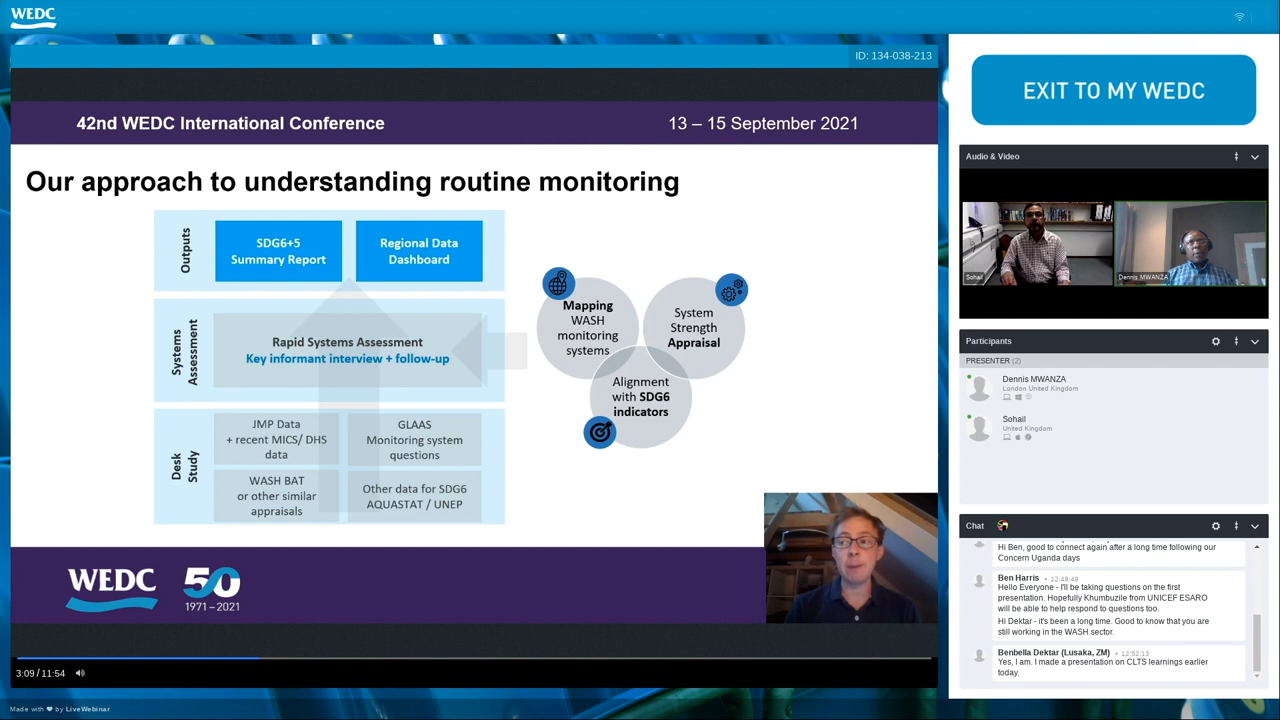 WEDC
ID: 134-038-213
42nd WEDC International Conference
13 – 15 September 2021
Our approach to understanding routine monitoring
Outputs
SDG6+5
Summary Report
Regional Data
Dashboard
Systems
Assessment
Rapid Systems Assessment
Key informant interview + follow-up
Desk
Study
JMP Data
+ recent MICS/ DHS
data
GLAAS
Monitoring system
questions
WASH BAT
or other similar
appraisals
Other data for SDG6
AQUASTAT / UNEP
Mapping
WASH
monitoring
systems
System
Strength
Appraisal
Alignment
with SDG6
indicators
WEDC
50
1971 – 2021
3:09 / 11:54
Made with ❤ by LiveWebinar
EXIT TO MY WEDC
Audio & Video
Sohail
Dennis MWANZA
Participants
PRESENTER (2)
Dennis MWANZA
London United Kingdom
Sohail
United Kingdom
Chat
Hi Ben, good to connect again after a long time following our
Concern Uganda days
Ben Harris • 12:48:49
Hello Everyone - I'll be taking questions on the first
presentation. Hopefully Khumbuzile from UNICEF ESARO
will be able to help respond to questions too.
Hi Dektar - it's been a long time. Good to know that you are
still working in the WASH sector.
Benbella Dektar (Lusaka, ZM) • 12:52:13
Yes, I am. I made a presentation on CLTS learnings earlier
today.